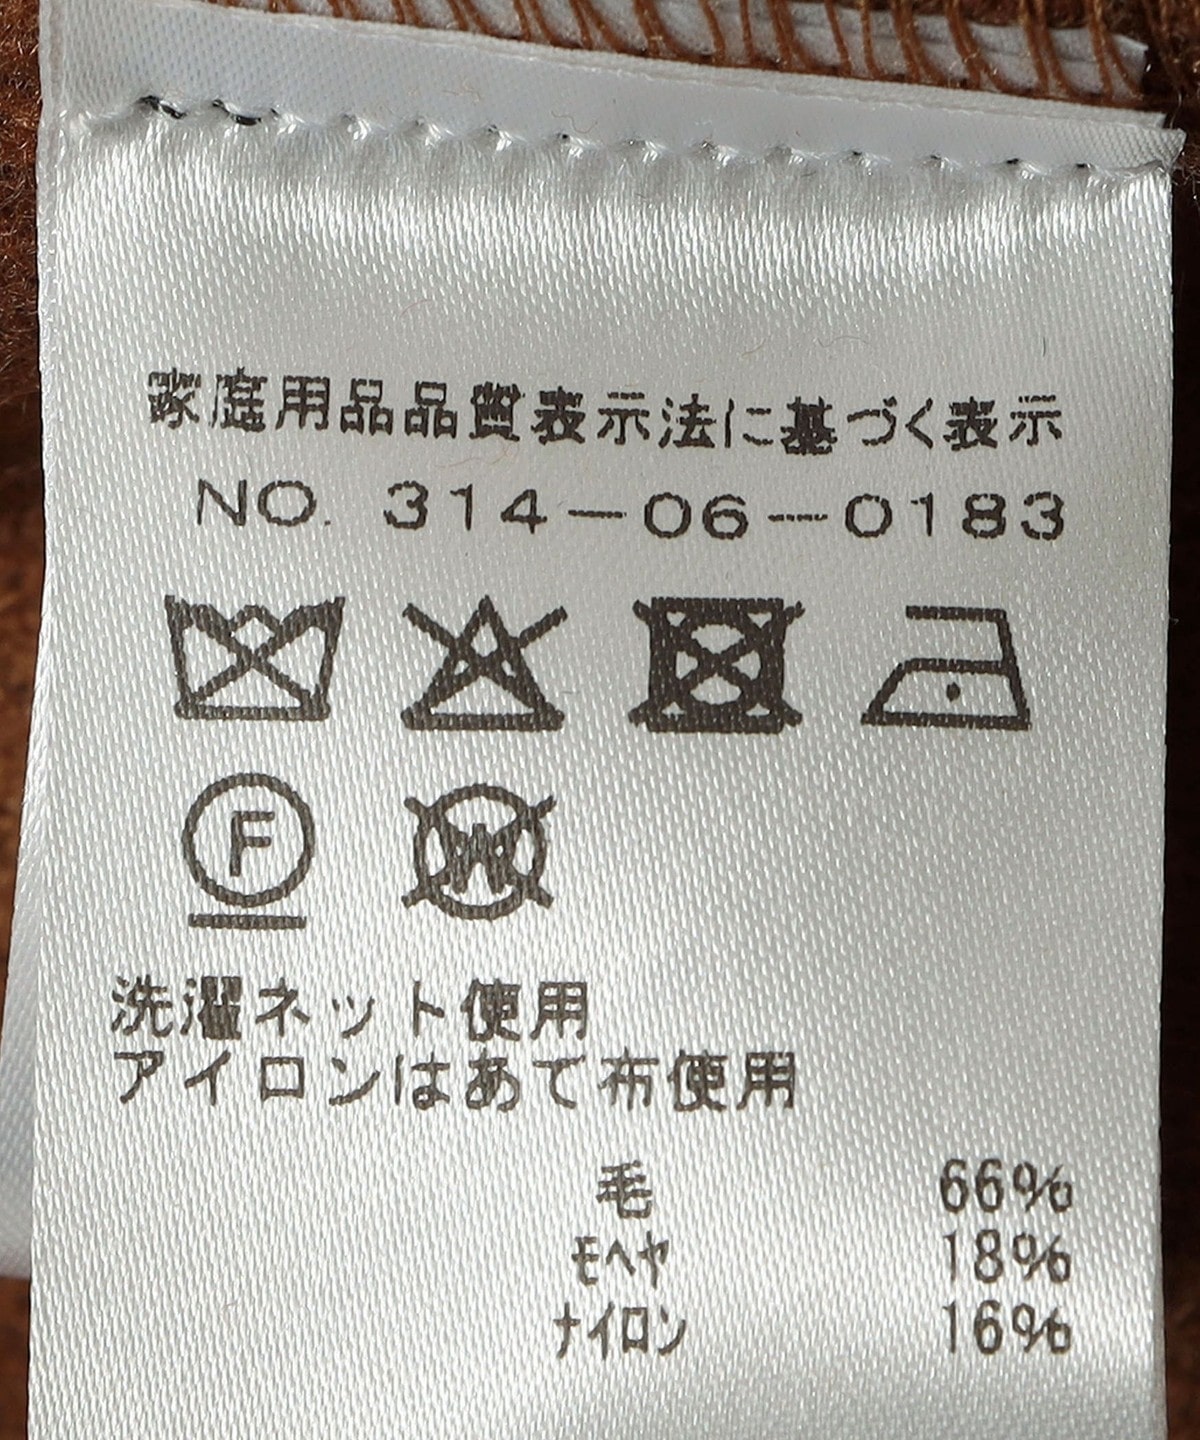 家庭用品品質表示法に基づく表示
NO. 314-06-0183
F W
洗濯ネット使用
アイロンはあて布使用
毛 66%
モヘヤ 18%
ナイロン 16%